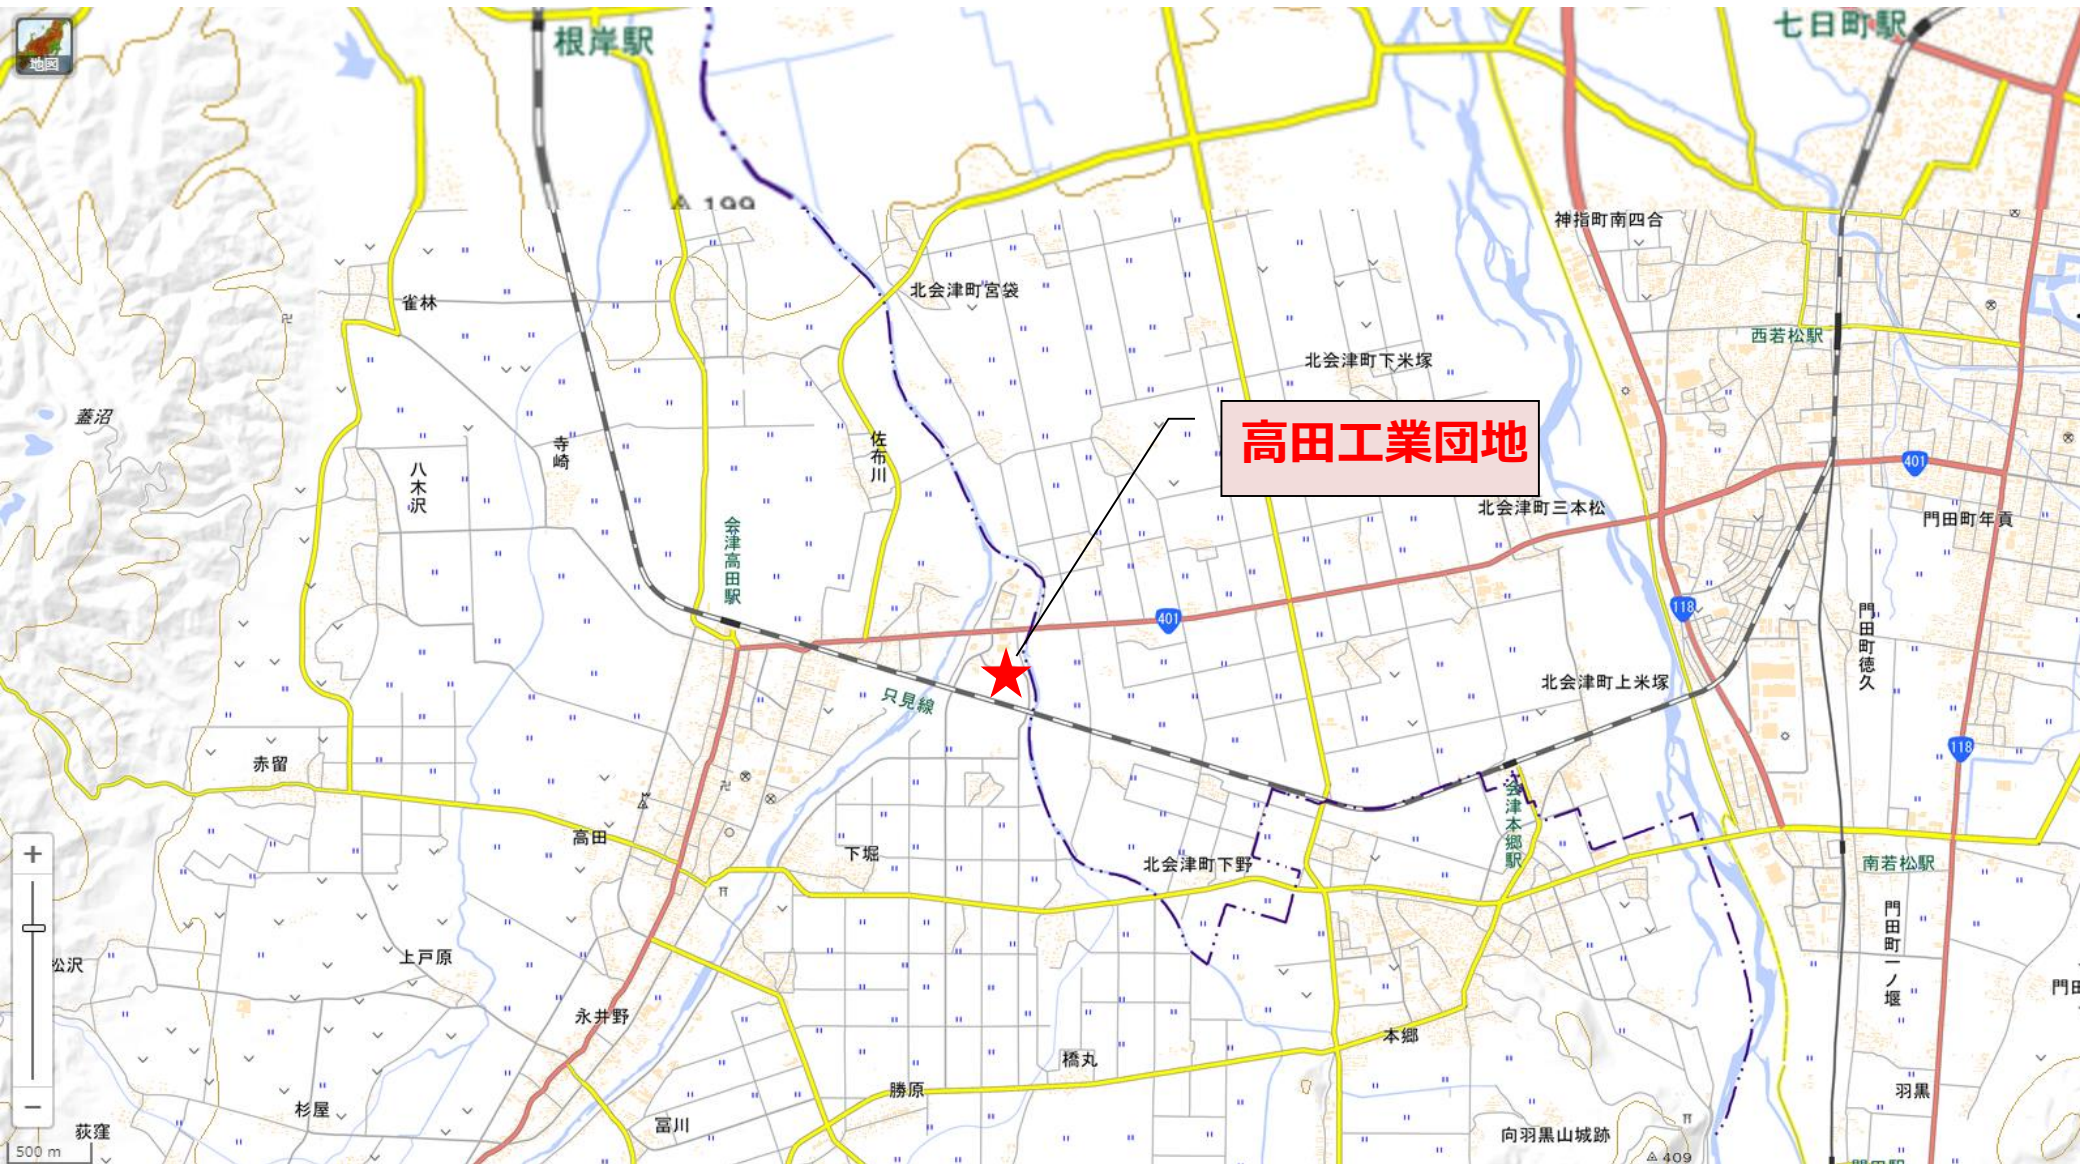 地図
根岸駅
七日町駅
199
神指町南四合
北会津町宮袋
雀林
西若松駅
北会津町下米塚
蓋沼
高田工業団地
寺崎
佐布川
八木沢
401
北会津町三本松
門田町年貢
会津高田駅
401
118
門田町徳久
北会津町上米塚
只見線
118
赤留
会津本郷駅
高田
下堀
北会津町下野
南若松駅
門田町一ノ堰
松沢
上戸原
門田
永井野
本郷
橋丸
勝原
羽黒
杉屋
冨川
荻窪
向羽黒山城跡
500 m
409